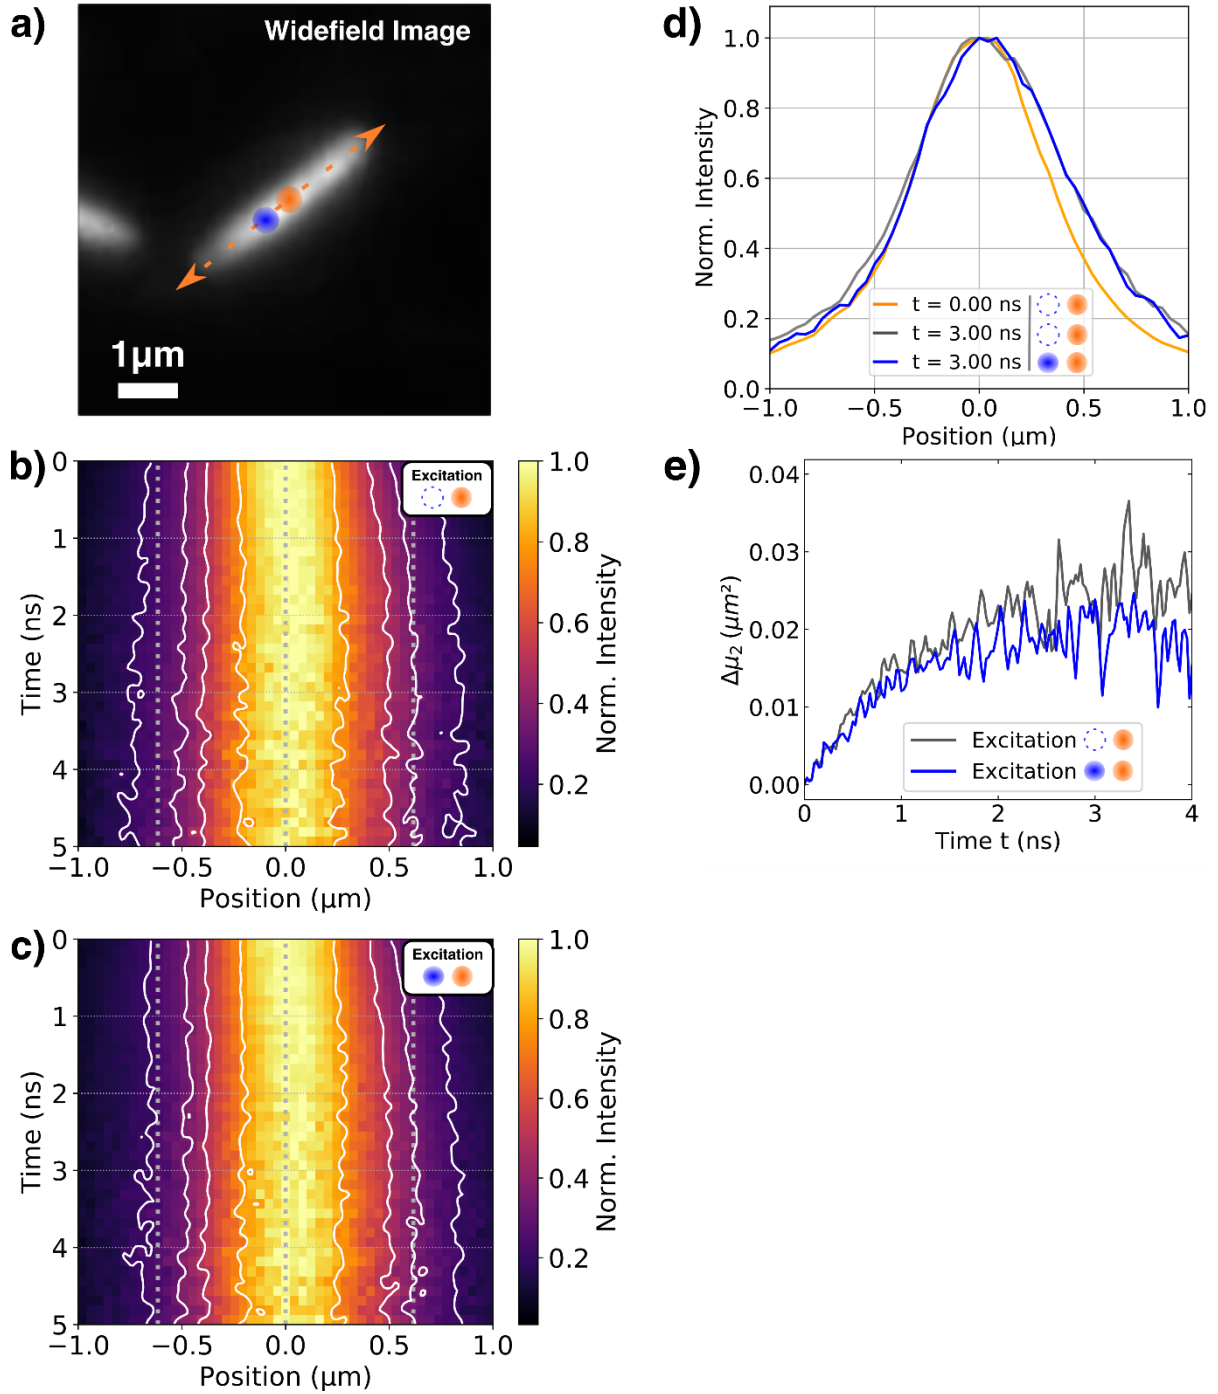 a)
Widefield Image
1μm
b)
Excitation
0
1
2
3
4
5
Time (ns)
−1.0 −0.5 0.0 0.5 1.0
Position (μm)
1.0
0.8
0.6
0.4
0.2
Norm. Intensity
c)
Excitation
0
1
2
3
4
5
Time (ns)
−1.0 −0.5 0.0 0.5 1.0
Position (μm)
1.0
0.8
0.6
0.4
0.2
Norm. Intensity
d)
1.0
0.8
0.6
0.4
0.2
0.0
Norm. Intensity
t = 0.00 ns
t = 3.00 ns
t = 3.00 ns
−1.0 −0.5 0.0 0.5 1.0
Position (μm)
e)
0.04
0.03
0.02
0.01
0.00
Δμ₂ (μm²)
Excitation
Excitation
0 1 2 3 4
Time t (ns)